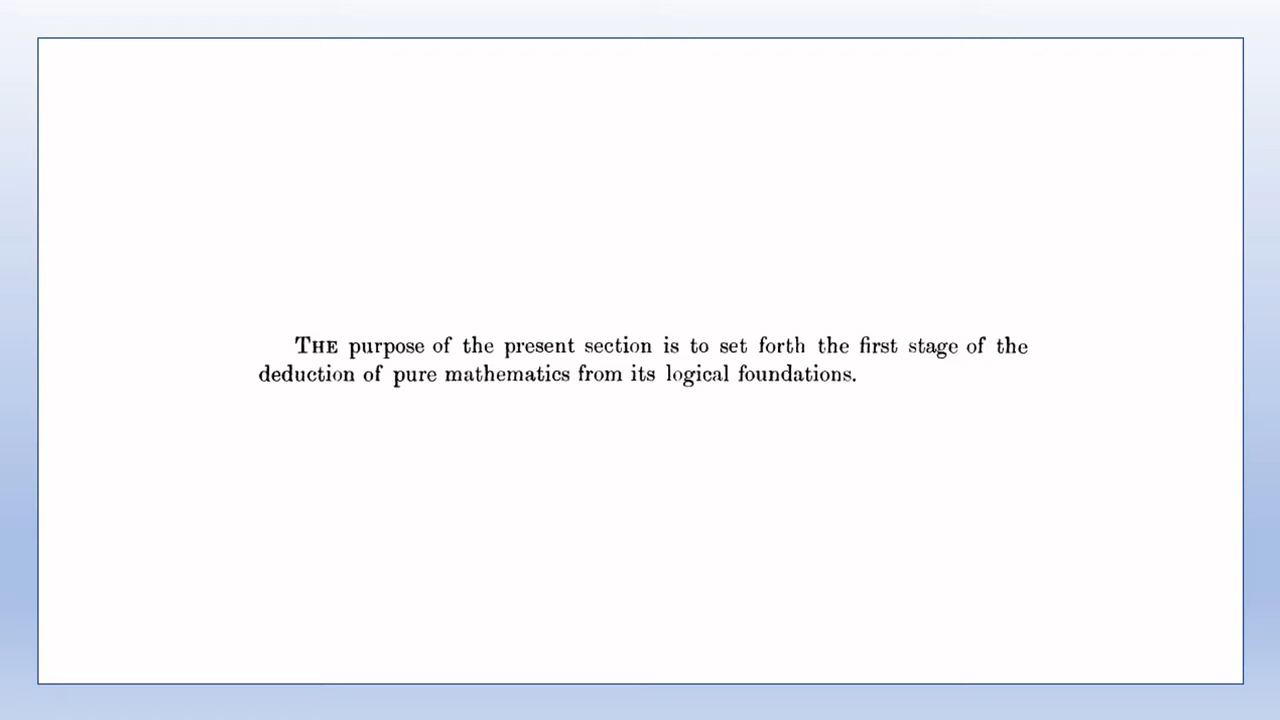 THE purpose of the present section is to set forth the first stage of the
deduction of pure mathematics from its logical foundations.